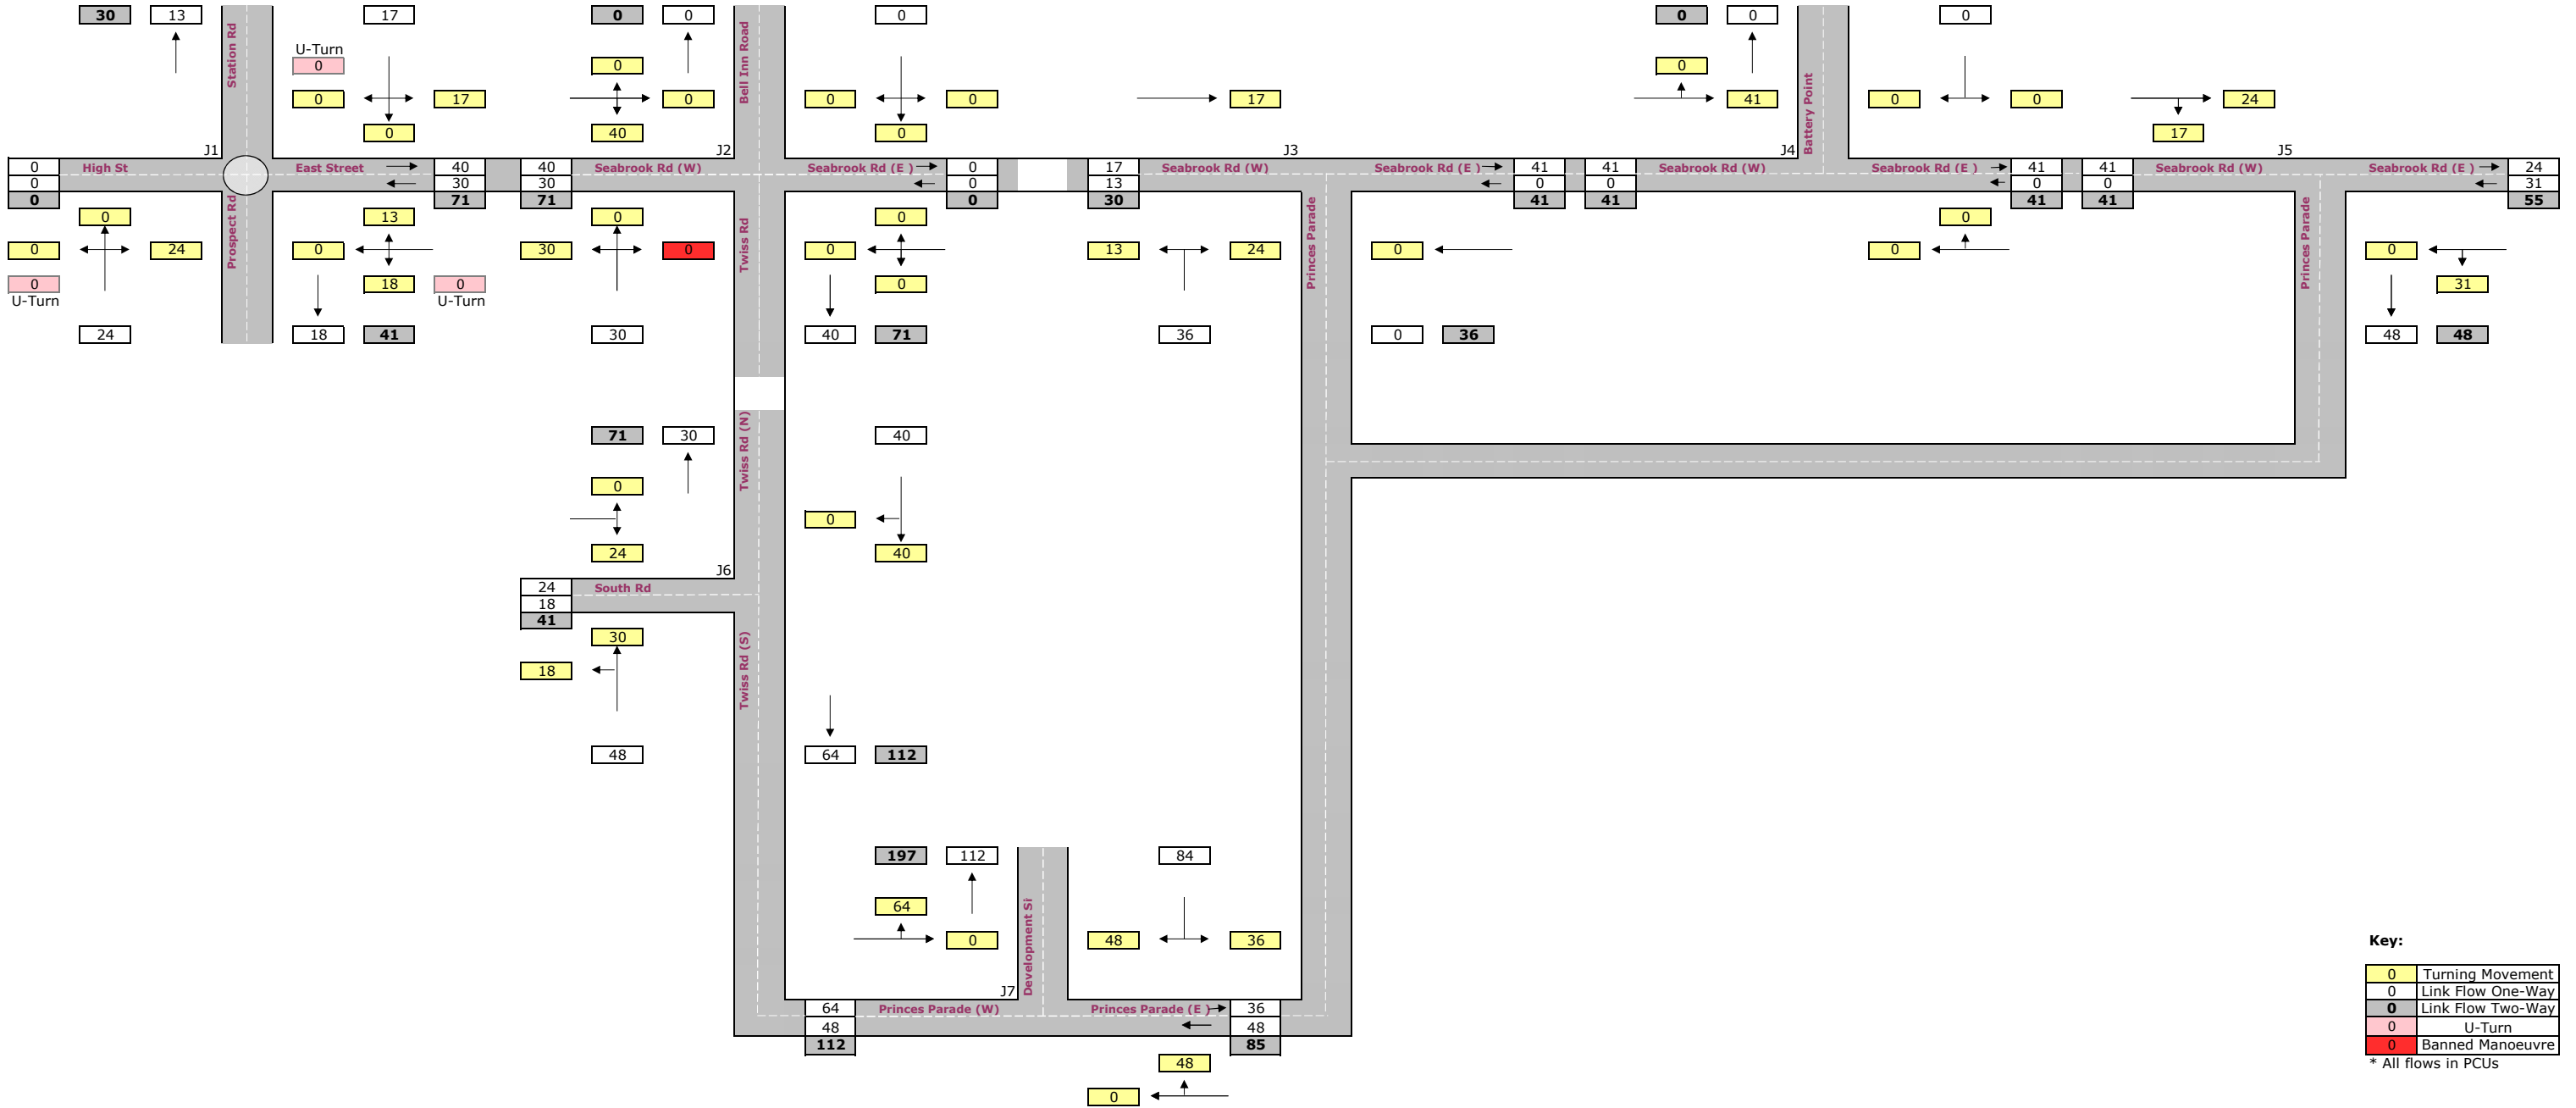 30 13 17 0 0 0 0 0 0
Station Rd
Bell Inn Road
Battery Point
U-Turn
0 0 0
0 17 0 0 0 17 41 0 0 24
0 40 0 17
J1 J2 J3 J4 J5
0 High St East Street 40 40 Seabrook Rd (W) Seabrook Rd (E ) 0 17 Seabrook Rd (W) Seabrook Rd (E ) 41 41 Seabrook Rd (W) Seabrook Rd (E ) 41 41 Seabrook Rd (W) Seabrook Rd (E ) 24
0 30 30 0 13 0 0 0 0 31
0 71 71 0 30 41 41 41 41 55
Prospect Rd
Twiss Rd
Princes Parade
Princes Parade
0 13 0 0 0
0 24 0 30 0 0 13 24 0 0 0
0 18 0 0 31
U-Turn U-Turn
24 18 41 30 40 71 36 0 36 48 48
Twiss Rd (N)
71 30 40
0
0
24 40
J6
24 South Rd
18
41
Twiss Rd (S)
30
18
48 64 112
197 112 84
64
Development Si
0 48 36
J7
64 Princes Parade (W) Princes Parade (E ) 36
48 48
112 85
48
0
Key:
0 Turning Movement
0 Link Flow One-Way
0 Link Flow Two-Way
0 U-Turn
0 Banned Manoeuvre
* All flows in PCUs